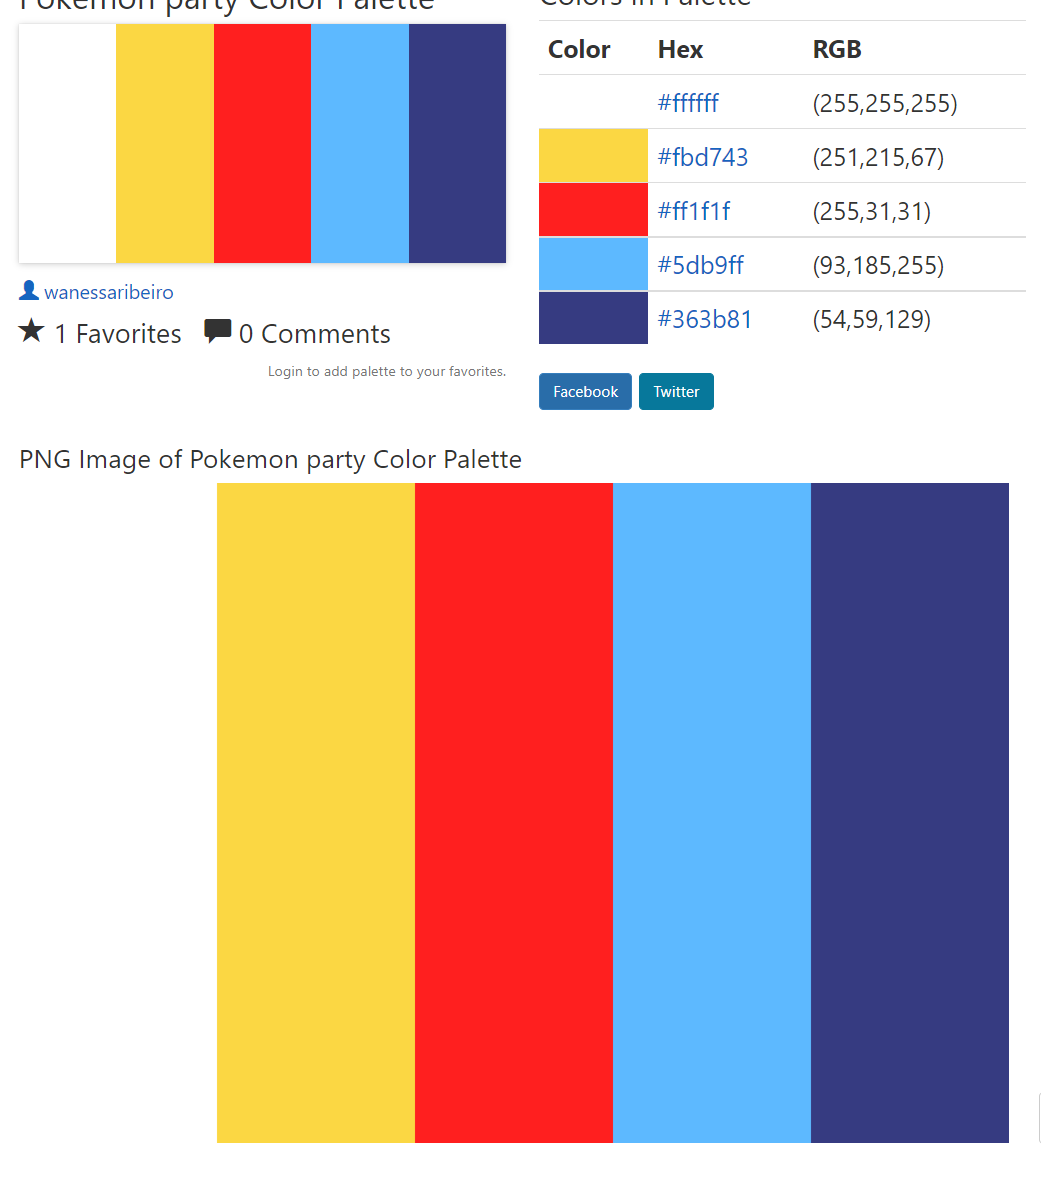 Pokemon party Color Palette
wanessaribeiro
1 Favorites 0 Comments
Login to add palette to your favorites.
Colors in Palette
Color Hex RGB
#ffffff (255,255,255)
#fbd743 (251,215,67)
#ff1f1f (255,31,31)
#5db9ff (93,185,255)
#363b81 (54,59,129)
Facebook Twitter
PNG Image of Pokemon party Color Palette